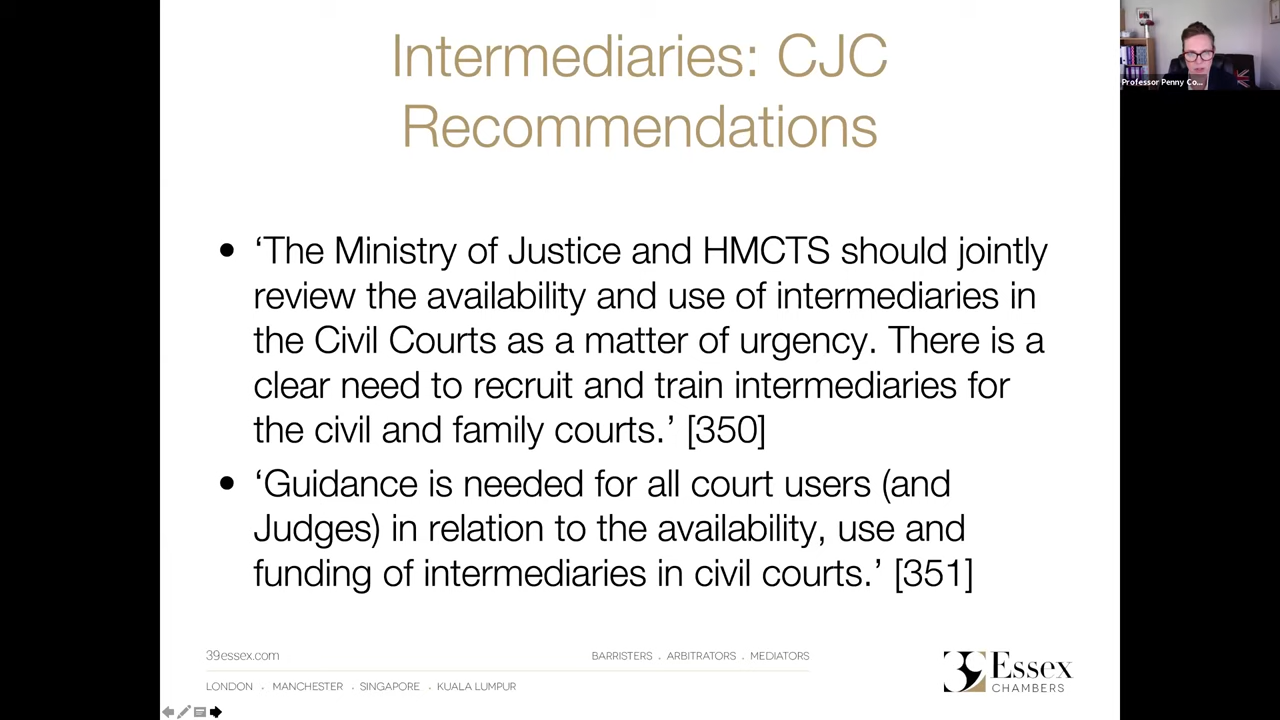 Intermediaries: CJC
Recommendations
• ‘The Ministry of Justice and HMCTS should jointly
review the availability and use of intermediaries in
the Civil Courts as a matter of urgency. There is a
clear need to recruit and train intermediaries for
the civil and family courts.’ [350]
• ‘Guidance is needed for all court users (and
Judges) in relation to the availability, use and
funding of intermediaries in civil courts.’ [351]
39essex.com
BARRISTERS . ARBITRATORS . MEDIATORS
LONDON . MANCHESTER . SINGAPORE . KUALA LUMPUR
39 Essex
CHAMBERS
Professor Penny Co...